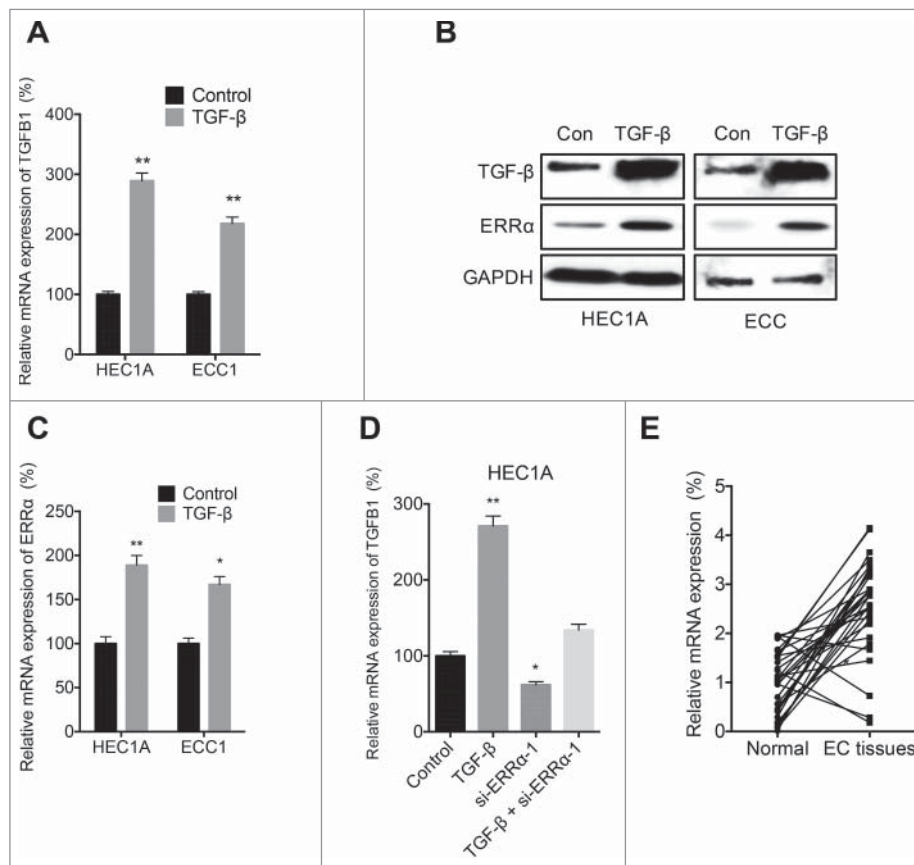 A
Relative mRNA expression of TGFB1 (%)
Control
TGF-β
400
300
200
100
0
**
**
HEC1A
ECC1
B
Con
TGF-β
Con
TGF-β
TGF-β
ERRα
GAPDH
HEC1A
ECC
C
Relative mRNA expression of ERRα (%)
Control
TGF-β
250
200
150
100
50
0
**
*
HEC1A
ECC1
D
HEC1A
Relative mRNA expression of TGFB1 (%)
300
200
100
0
**
*
Control
TGF-β
si-ERRα-1
TGF-β + si-ERRα-1
E
Relative mRNA expression (%)
5
4
3
2
1
0
Normal
EC tissues